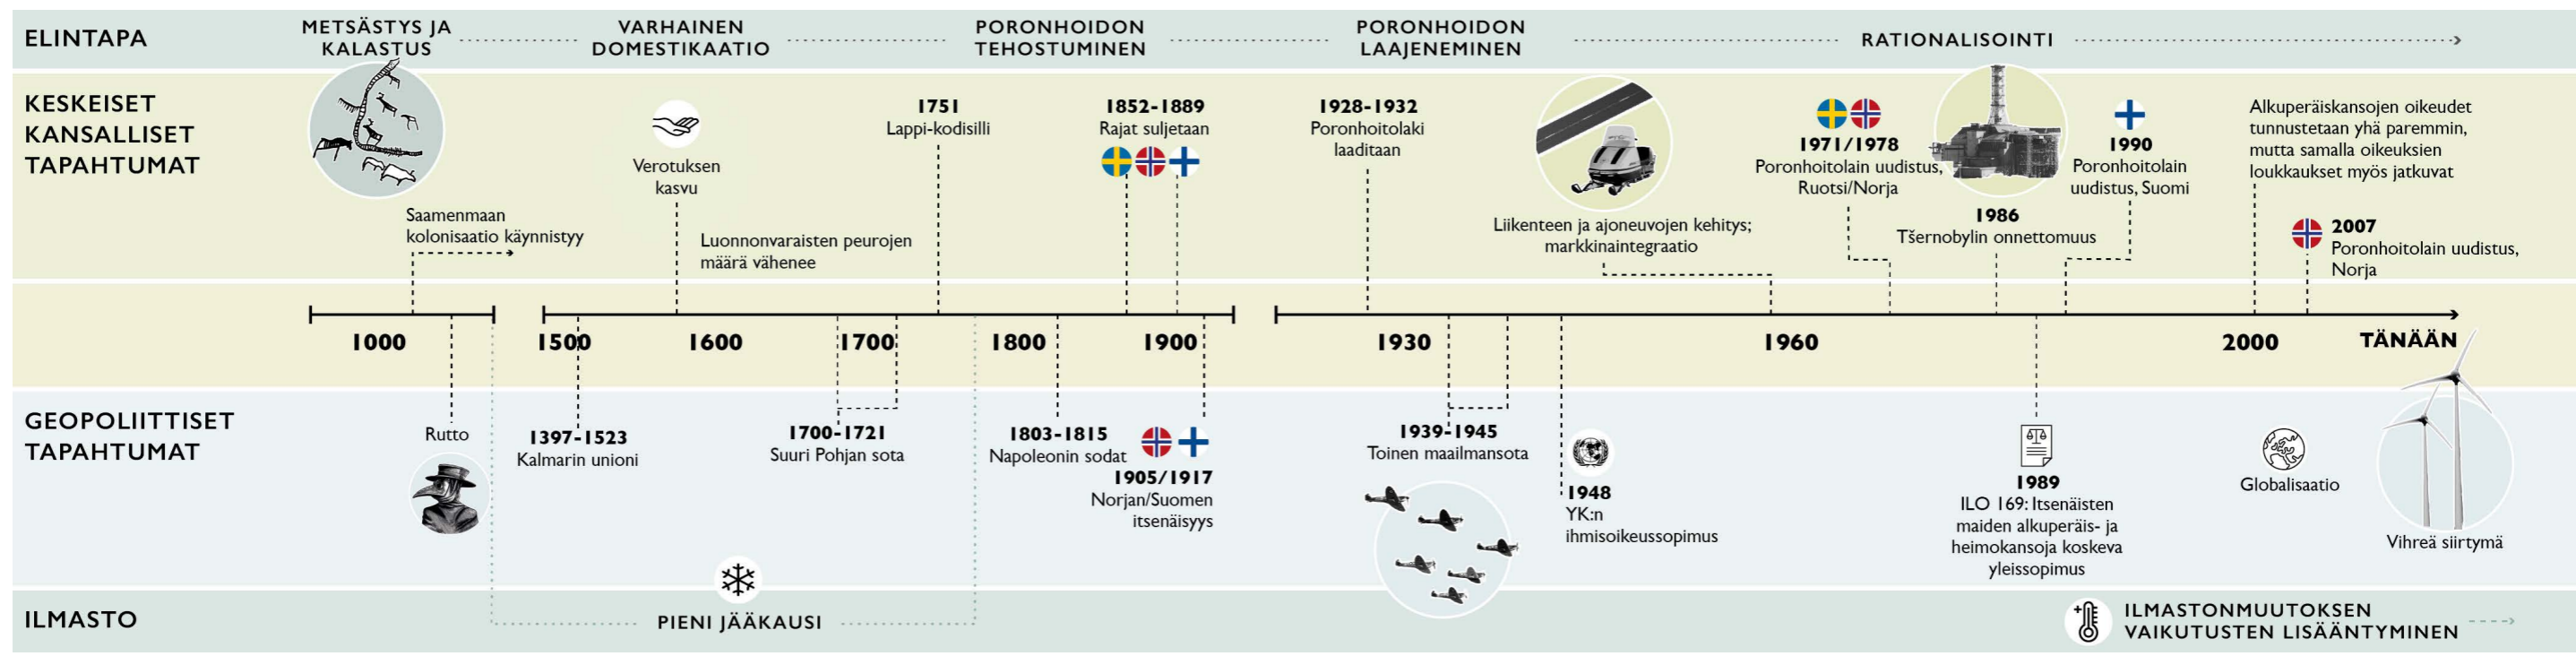 ELINTAPA
METSÄSTYS JA
KALASTUS
VARHAINEN
DOMESTIKAATIO
PORONHOIDON
TEHOSTUMINEN
PORONHOIDON
LAAJENEMINEN
RATIONALISOINTI
KESKEISET
KANSALLISET
TAPAHTUMAT
Saamenmaan
kolonisaatio käynnistyy
Verotuksen
kasvu
Luonnonvaraisten peurojen
määrä vähenee
1751
Lappi-kodisilli
1852-1889
Rajat suljetaan
1928-1932
Poronhoitolaki
laaditaan
Liikenteen ja ajoneuvojen kehitys;
markkinaintegraatio
1971/1978
Poronhoitolain uudistus,
Ruotsi/Norja
1986
Tšernobylin onnettomuus
1990
Poronhoitolain
uudistus, Suomi
Alkuperäiskansojen oikeudet
tunnustetaan yhä paremmin,
mutta samalla oikeuksien
loukkaukset myös jatkuvat
2007
Poronhoitolain uudistus,
Norja
1000
1500
1600
1700
1800
1900
1930
1960
2000
TÄNÄÄN
GEOPOLIITTISET
TAPAHTUMAT
Rutto
1397-1523
Kalmarin unioni
1700-1721
Suuri Pohjan sota
1803-1815
Napoleonin sodat
1905/1917
Norjan/Suomen
itsenäisyys
1939-1945
Toinen maailmansota
1948
YK:n
ihmisoikeussopimus
1989
ILO 169: Itsenäisten
maiden alkuperäis- ja
heimokansoja koskeva
yleissopimus
Globalisaatio
Vihreä siirtymä
ILMASTO
PIENI JÄÄKAUSI
ILMASTONMUUTOKSEN
VAIKUTUSTEN LISÄÄNTYMINEN